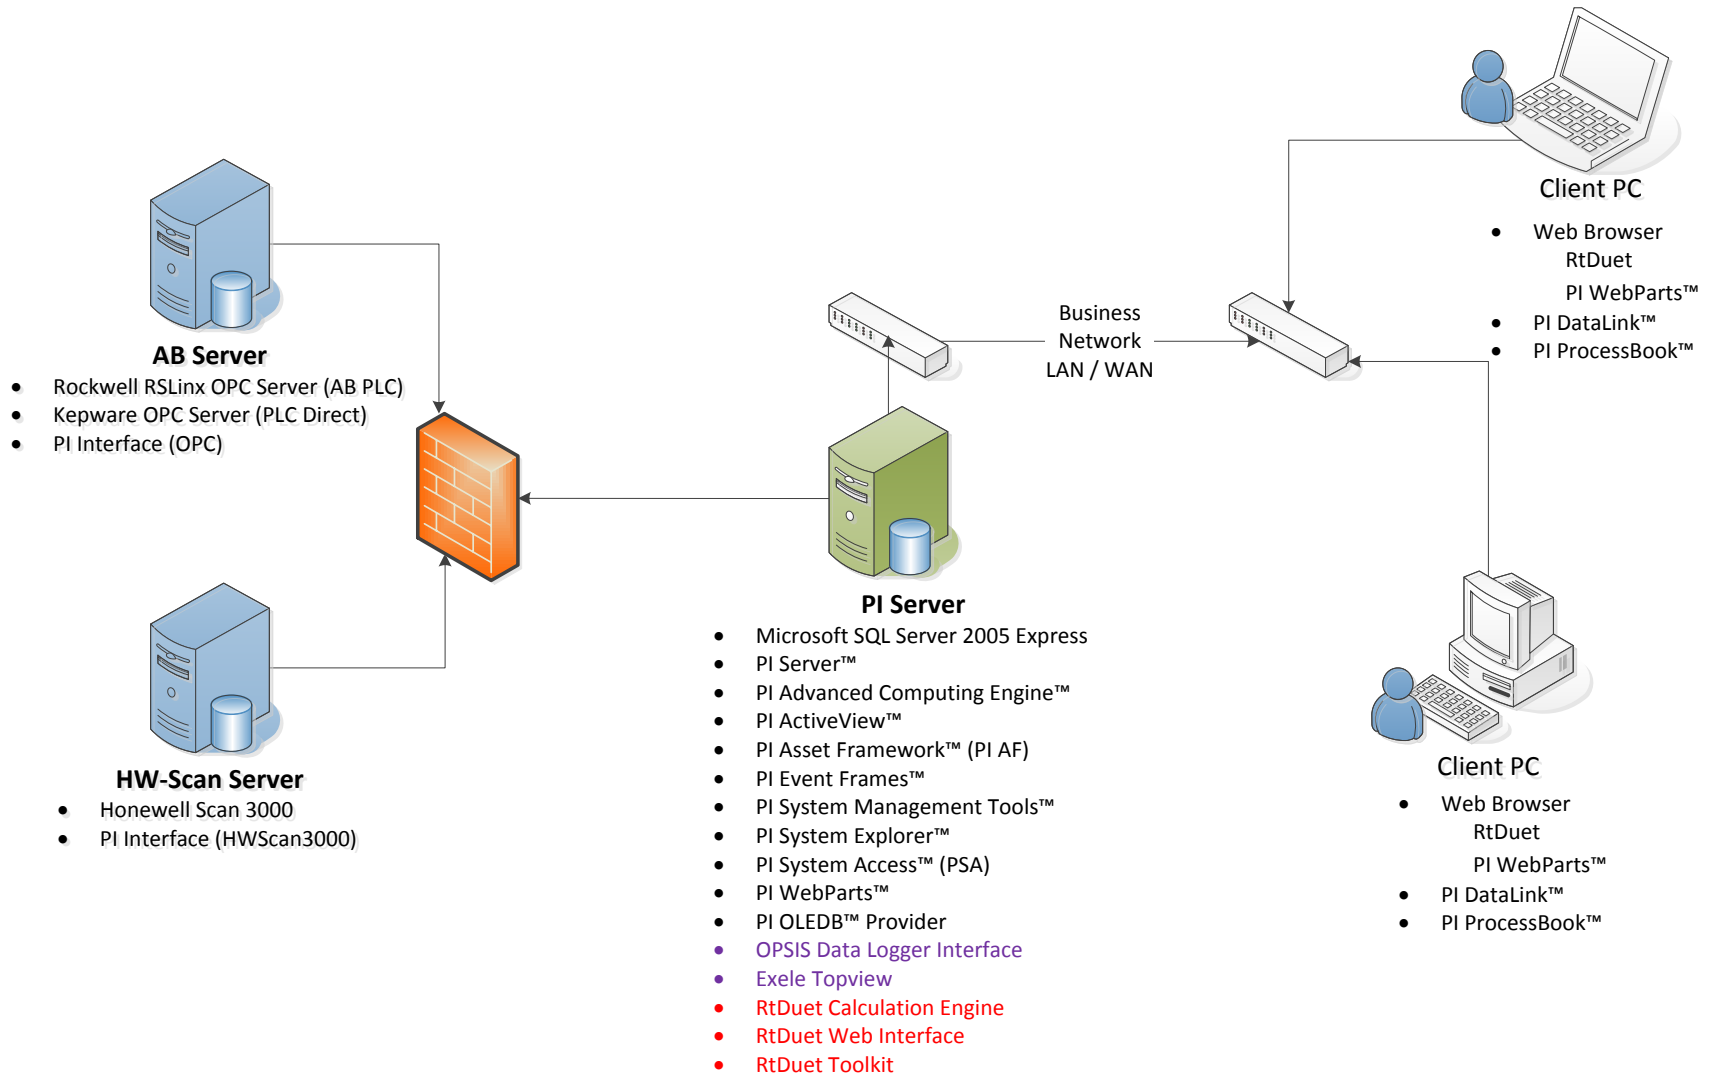 AB Server
• Rockwell RSLinx OPC Server (AB PLC)
• Kepware OPC Server (PLC Direct)
• PI Interface (OPC)
HW-Scan Server
• Honewell Scan 3000
• PI Interface (HWScan3000)
PI Server
• Microsoft SQL Server 2005 Express
• PI Server™
• PI Advanced Computing Engine™
• PI ActiveView™
• PI Asset Framework™ (PI AF)
• PI Event Frames™
• PI System Management Tools™
• PI System Explorer™
• PI System Access™ (PSA)
• PI WebParts™
• PI OLEDB™ Provider
• OPSIS Data Logger Interface
• Exele Topview
• RtDuet Calculation Engine
• RtDuet Web Interface
• RtDuet Toolkit
Business
Network
LAN / WAN
Client PC
• Web Browser
RtDuet
PI WebParts™
• PI DataLink™
• PI ProcessBook™
Client PC
• Web Browser
RtDuet
PI WebParts™
• PI DataLink™
• PI ProcessBook™